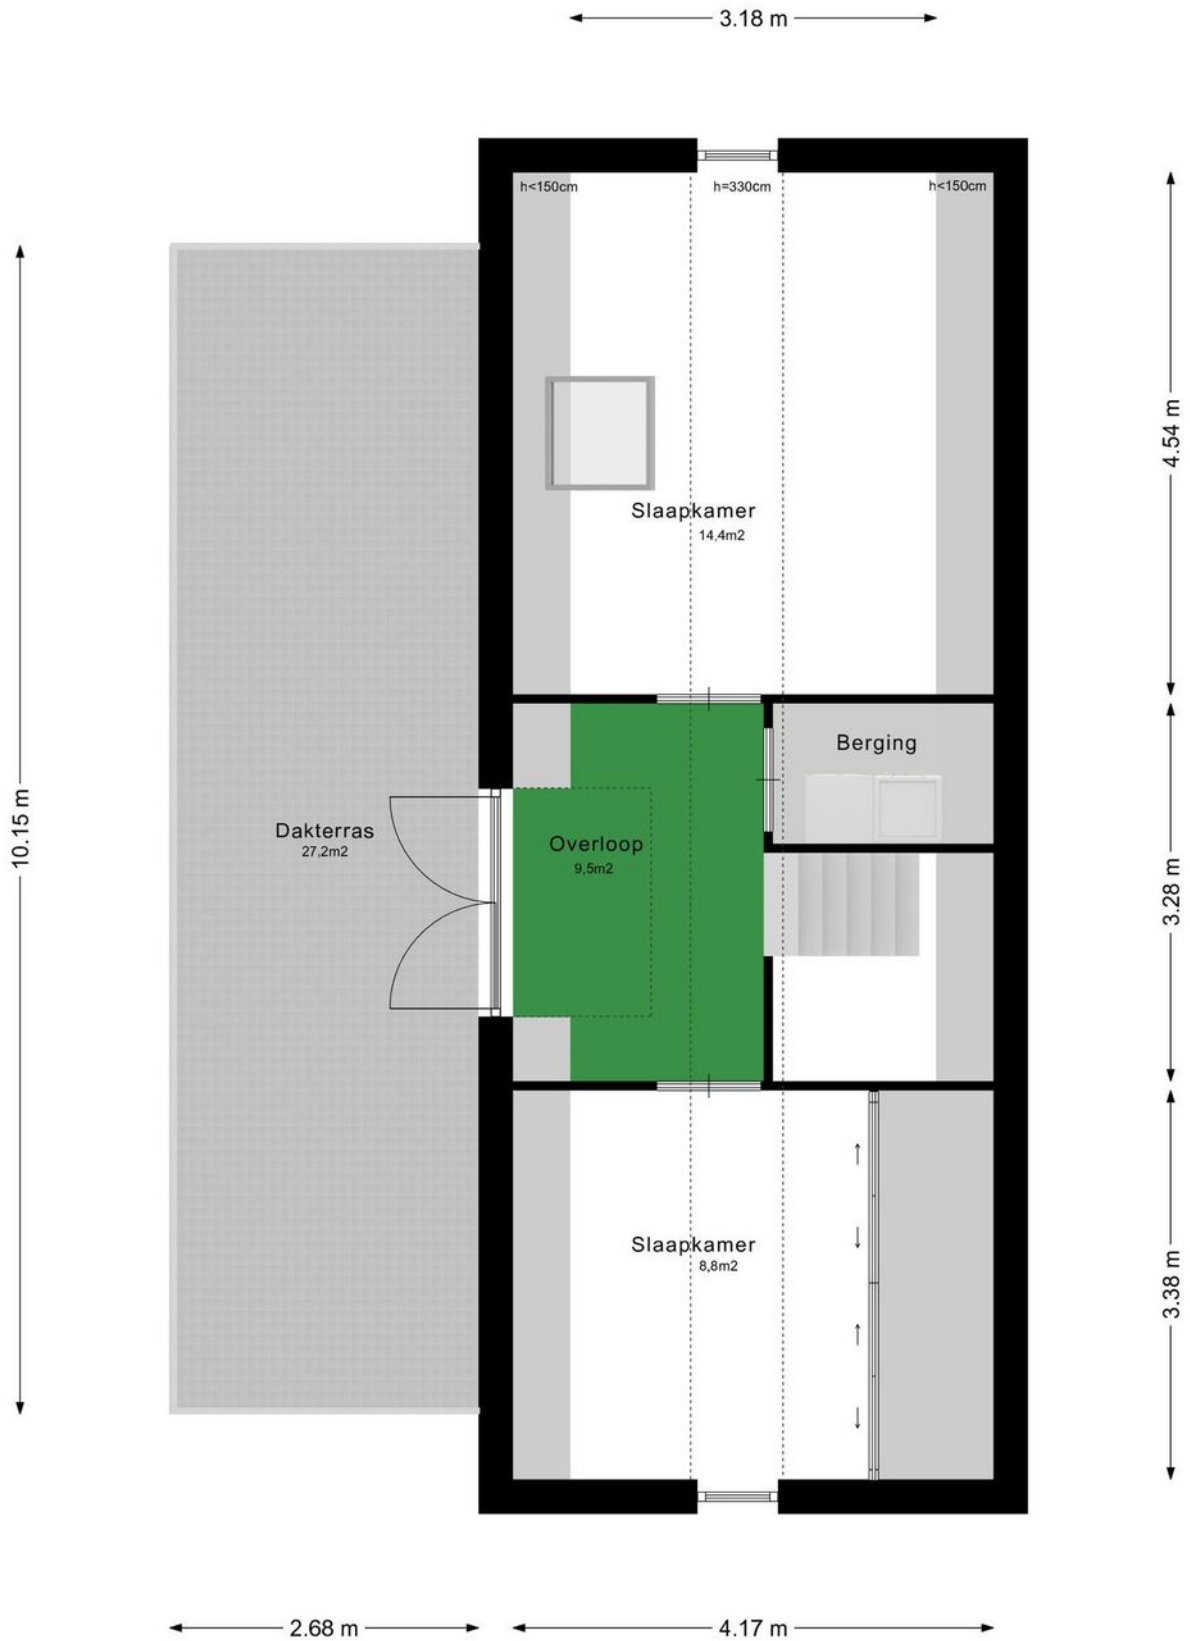 3.18 m
h<150cm
h=330cm
h<150cm
4.54 m
Slaapkamer
14,4m2
Berging
10.15 m
Dakterras
27,2m2
Overloop
9,5m2
3.28 m
Slaapkamer
8,8m2
3.38 m
2.68 m
4.17 m